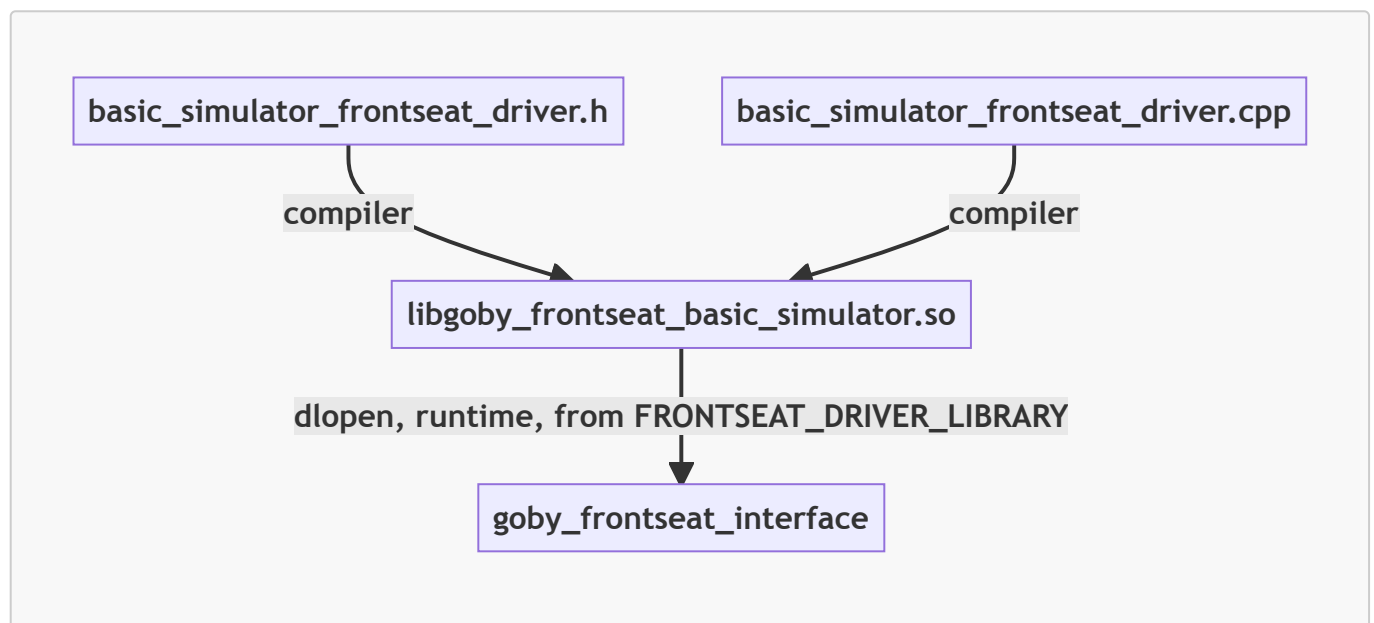 basic_simulator_frontseat_driver.h
basic_simulator_frontseat_driver.cpp
compiler
compiler
libgoby_frontseat_basic_simulator.so
dlopen, runtime, from FRONTSEAT_DRIVER_LIBRARY
goby_frontseat_interface